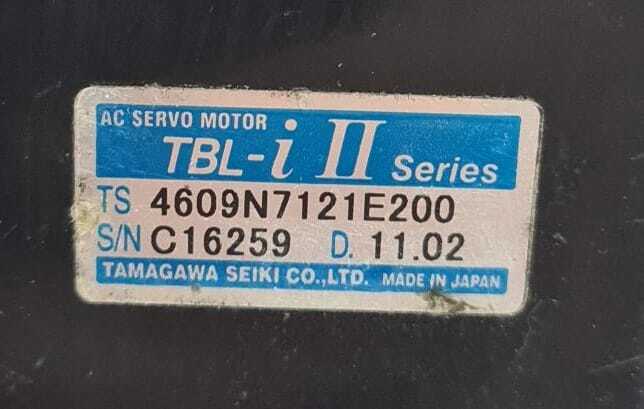 AC SERVO MOTOR
TBL-i II Series
TS 4609N7121E200
S/N C16259 D. 11.02
TAMAGAWA SEIKI CO.,LTD. MADE IN JAPAN